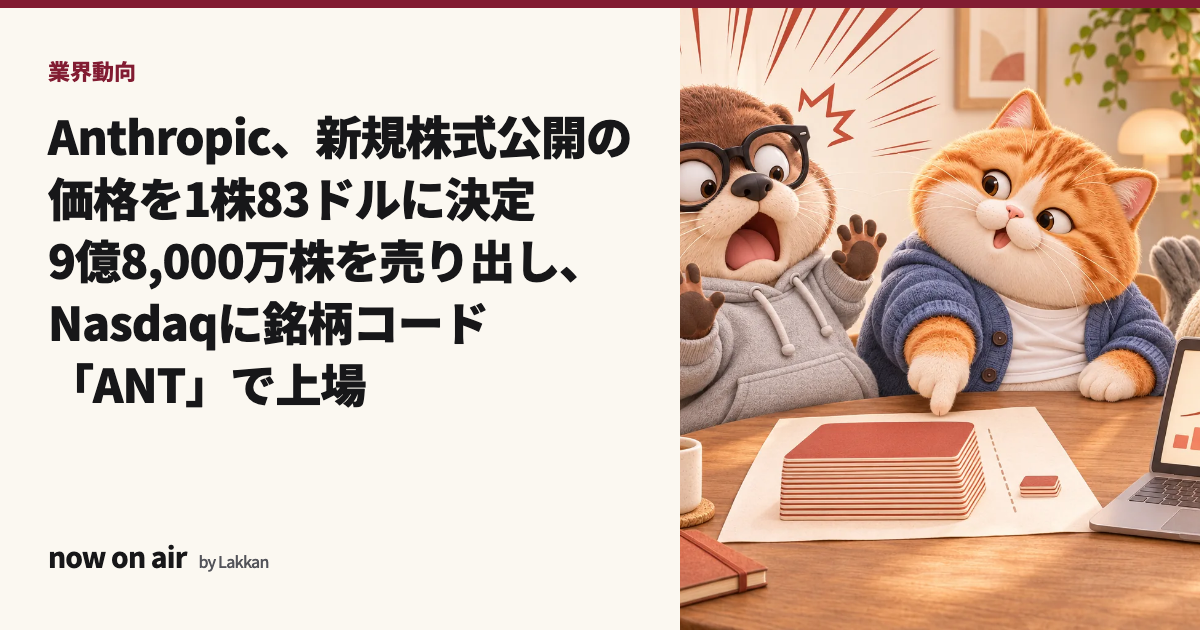 業界動向
Anthropic、新規株式公開の
価格を1株83ドルに決定
9億8,000万株を売り出し、
Nasdaqに銘柄コード
「ANT」で上場
now on air by Lakkan